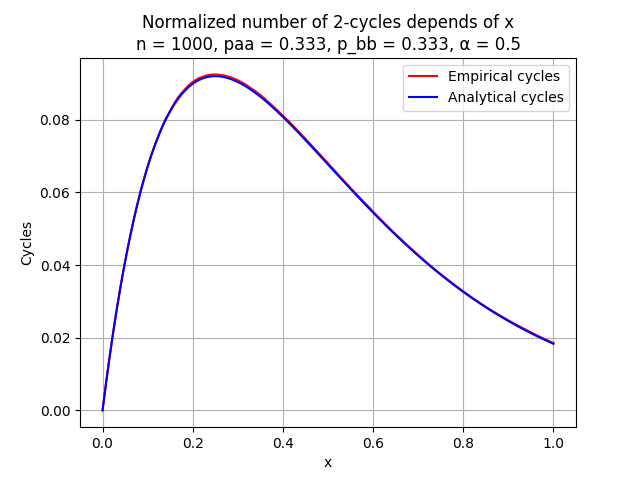 Normalized number of 2-cycles depends of x
n = 1000, paa = 0.333, p_bb = 0.333, α = 0.5
Empirical cycles
Analytical cycles
Cycles
0.08
0.06
0.04
0.02
0.00
0.0 0.2 0.4 0.6 0.8 1.0
x